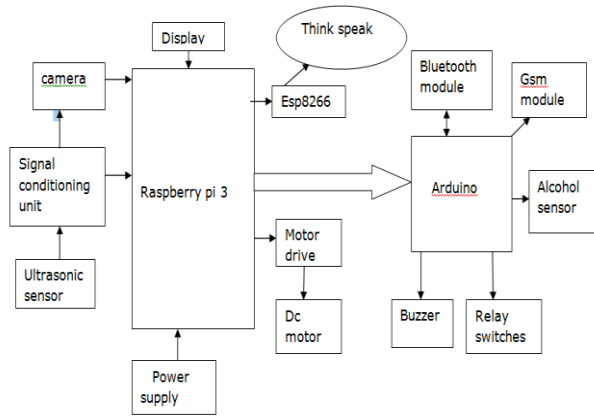 Display
Think speak
camera
Esp8266
Bluetooth
module
Gsm
module
Signal
conditioning
unit
Raspberry pi 3
Arduino
Alcohol
sensor
Ultrasonic
sensor
Motor
drive
Dc
motor
Buzzer
Relay
switches
Power
supply